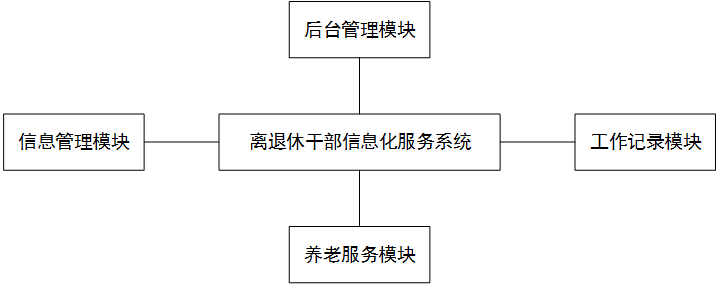 后台管理模块
信息管理模块
离退休干部信息化服务系统
工作记录模块
养老服务模块